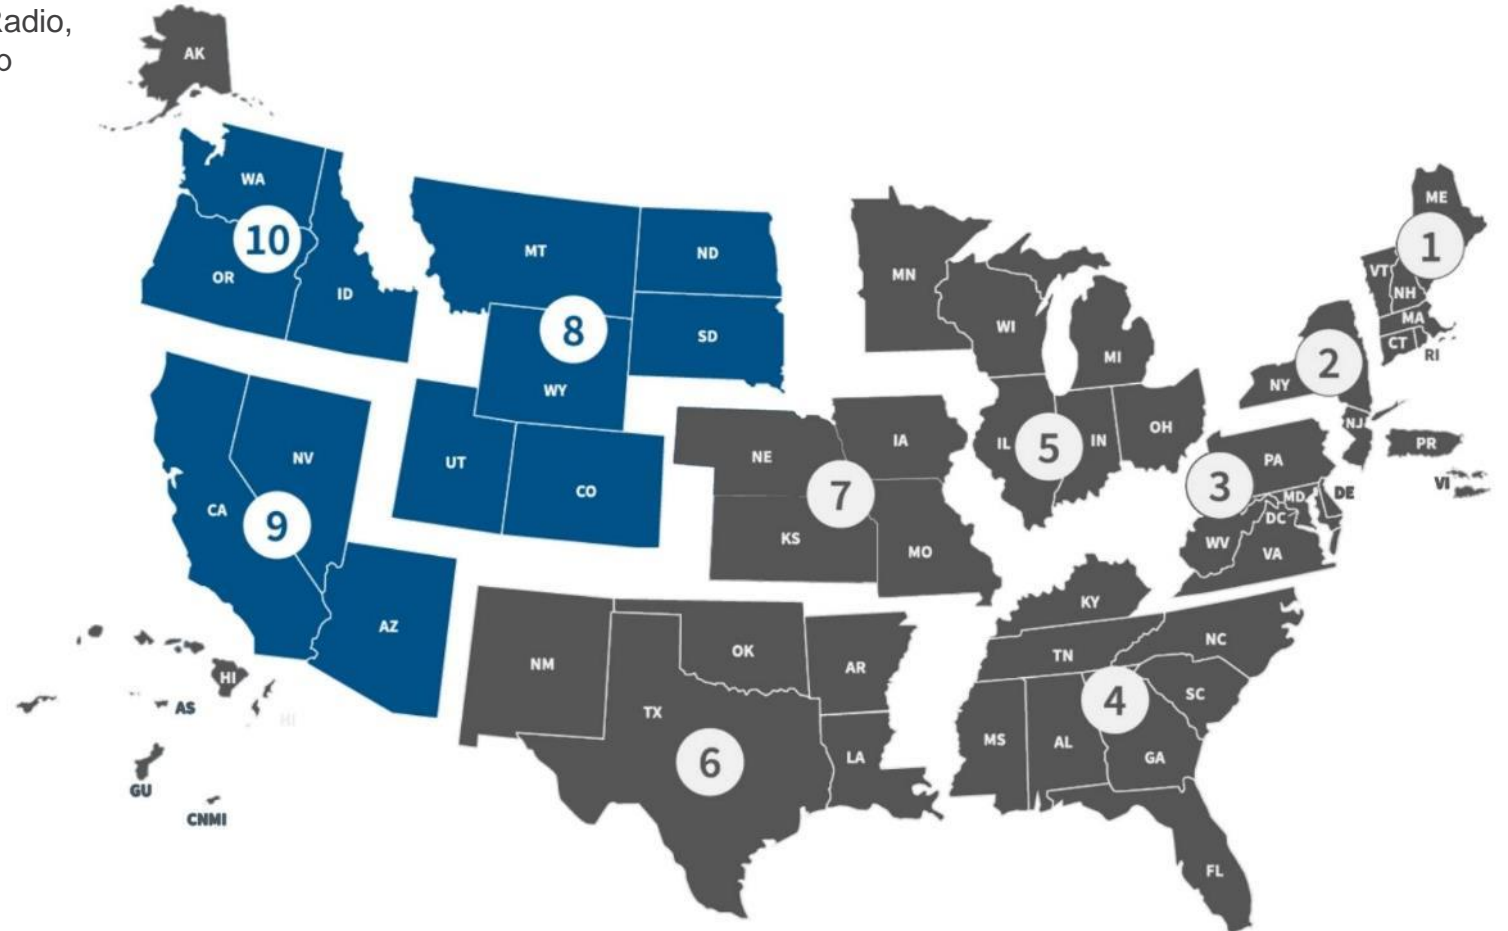 Radio,
o
AK
WA
10
OR
ID
MT
ND
8
SD
WY
UT
CO
NV
CA
9
AZ
HI
AS
HI
GU
CNMI
MN
WI
MI
IL
5
IN
OH
NE
IA
7
KS
MO
NM
OK
AR
TX
6
LA
KY
TN
NC
SC
4
MS
AL
GA
FL
ME
1
VT
NH
MA
CT
RI
2
NY
NJ
PR
VI
PA
3
MD
DE
DC
WV
VA